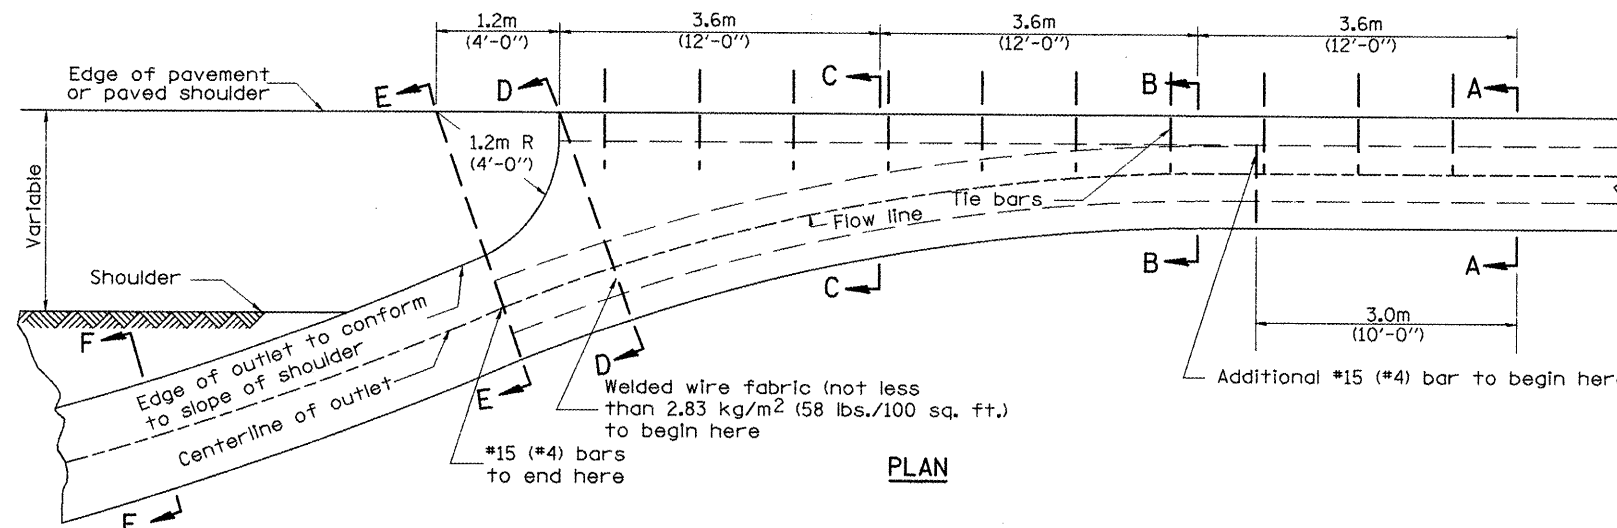 1.2m
(4'-0")
3.6m
(12'-0")
3.6m
(12'-0")
3.6m
(12'-0")
Edge of pavement
or paved shoulder
E
D
C
B
A
1.2m R
(4'-0")
Variable
Tie bars
Flow line
Shoulder
C
B
A
3.0m
(10'-0")
F
Edge of outlet to conform
to slope of shoulder
Centerline of outlet
E
D
Welded wire fabric (not less
than 2.83 kg/m² (58 lbs./100 sq. ft.)
to begin here
Additional #15 (#4) bar to begin here
#15 (#4) bars
to end here
PLAN